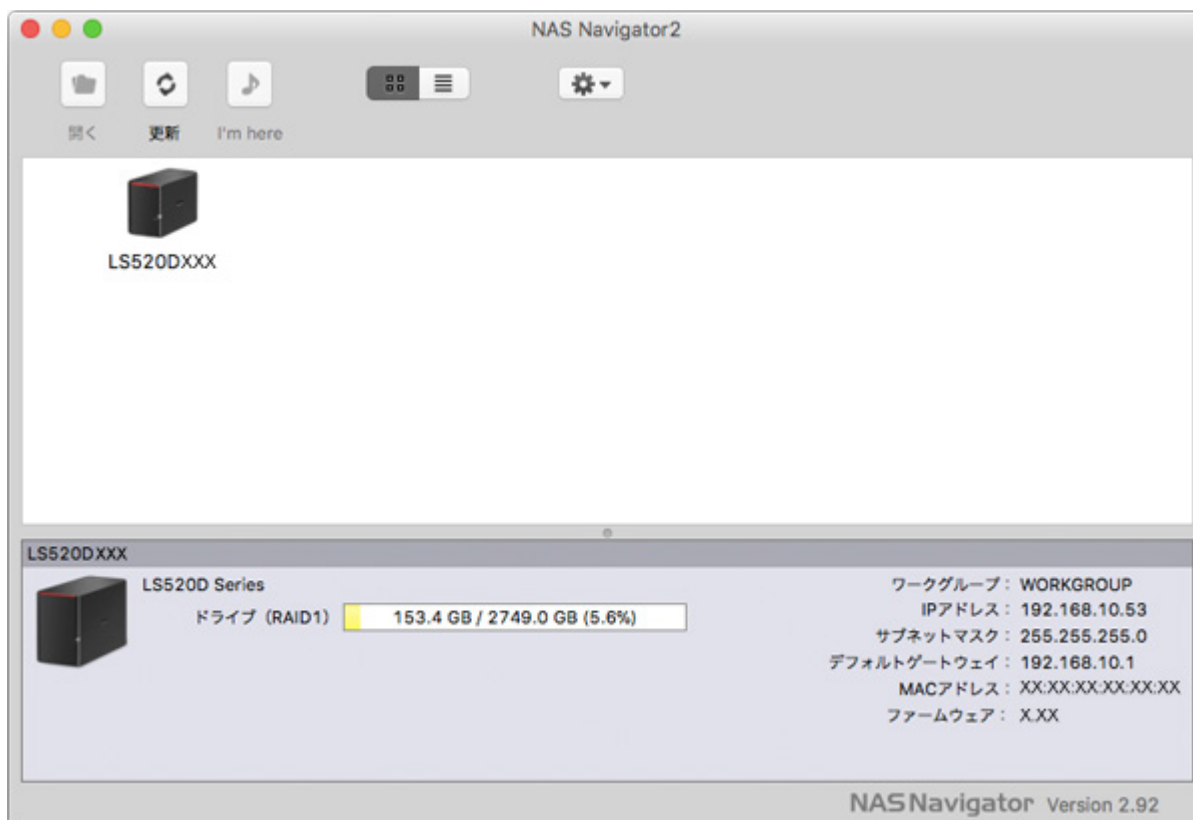 NAS Navigator2
開く 更新 I'm here
LS520DXXX
LS520DXXX
LS520D Series
ドライブ（RAID1） 153.4 GB / 2749.0 GB (5.6%)
ワークグループ： WORKGROUP
IPアドレス： 192.168.10.53
サブネットマスク： 255.255.255.0
デフォルトゲートウェイ： 192.168.10.1
MACアドレス： XX:XX:XX:XX:XX:XX
ファームウェア： X.XX
NASNavigator Version 2.92